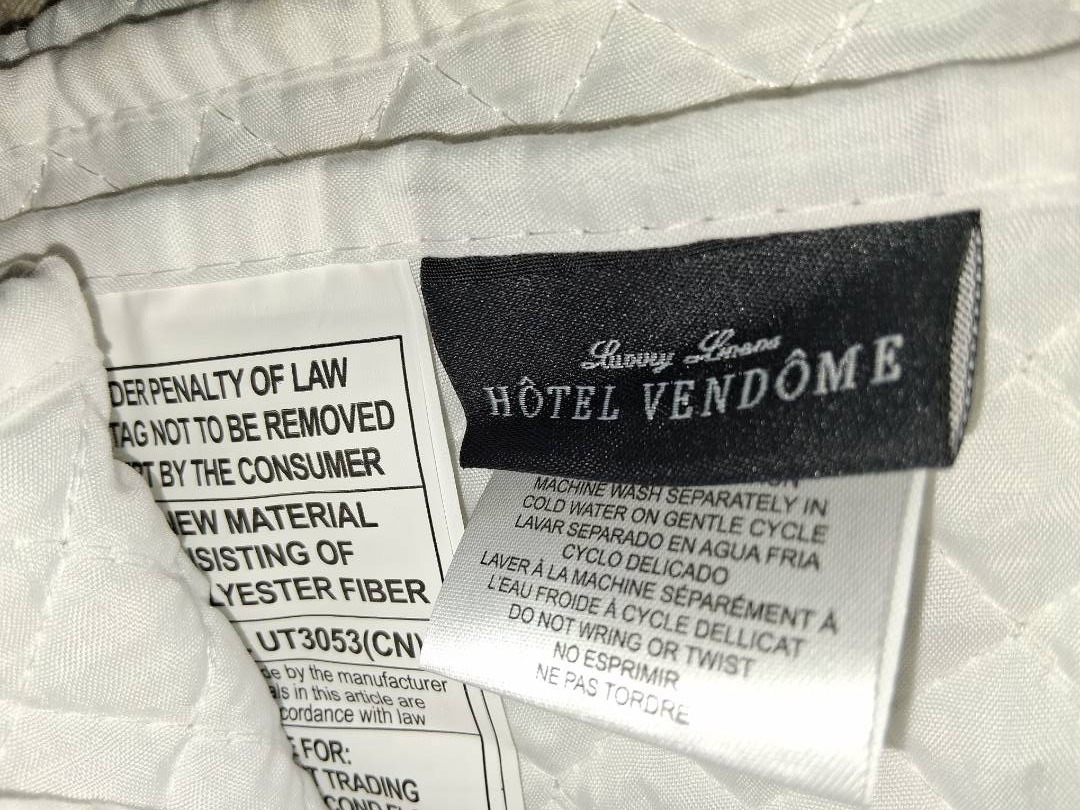 DER PENALTY OF LAW
TAG NOT TO BE REMOVED
PT BY THE CONSUMER
NEW MATERIAL
NSISTING OF
LYESTER FIBER
UT3053(CN)
de by the manufacturer
als in this article are
cordance with law
E FOR:
T TRADING
Luxury Linens
HÔTEL VENDÔME
MACHINE WASH SEPARATELY IN
COLD WATER ON GENTLE CYCLE
LAVAR SEPARADO EN AGUA FRIA
CYCLO DELICADO
LAVER À LA MACHINE SÉPARÉMENT À
L'EAU FROIDE À CYCLE DELLICAT
DO NOT WRING OR TWIST
NO ESPRIMIR
NE PAS TORDRE